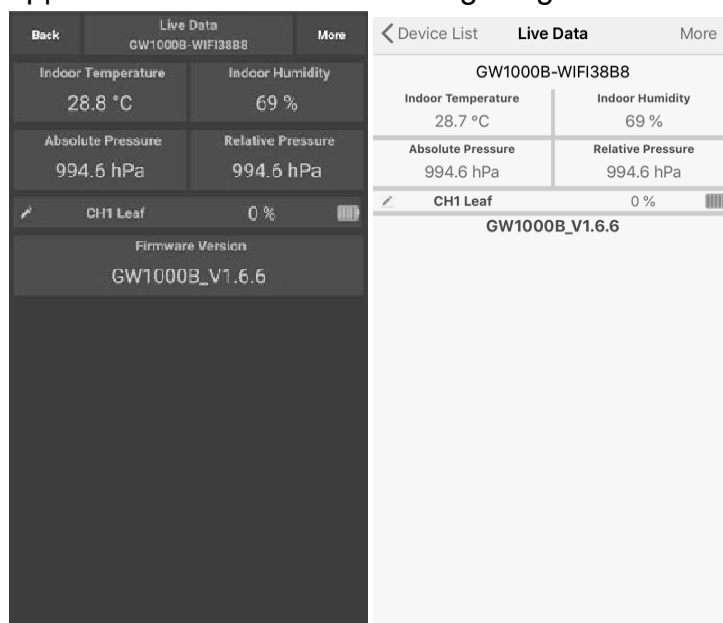 Back Live Data More
GW1000B-WIFI38B8
Indoor Temperature Indoor Humidity
28.8 °C 69 %
Absolute Pressure Relative Pressure
994.6 hPa 994.6 hPa
CH1 Leaf 0 %
Firmware Version
GW1000B_V1.6.6
Device List Live Data More
GW1000B-WIFI38B8
Indoor Temperature Indoor Humidity
28.7 °C 69 %
Absolute Pressure Relative Pressure
994.6 hPa 994.6 hPa
CH1 Leaf 0 %
GW1000B_V1.6.6